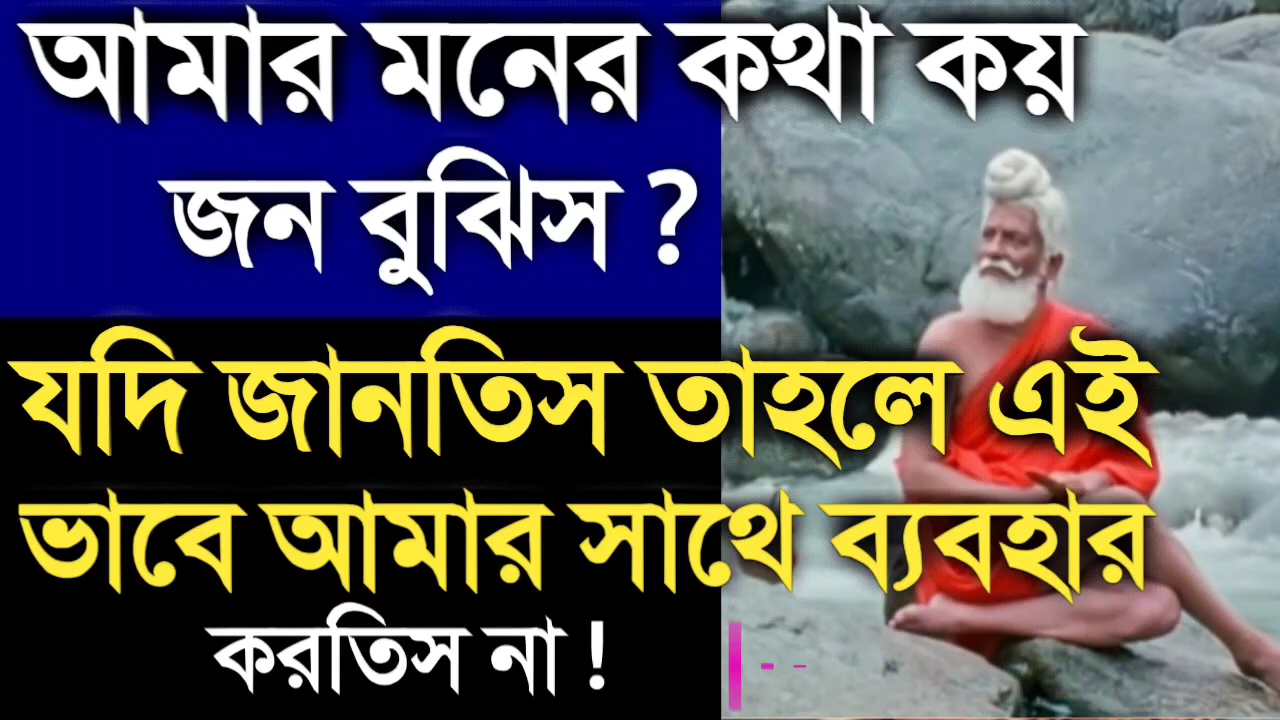 আমার মনের কথা কয়
জন বুঝিস ?
যদি জানতিস তাহলে এই
ভাবে আমার সাথে ব্যবহার
করতিস না !